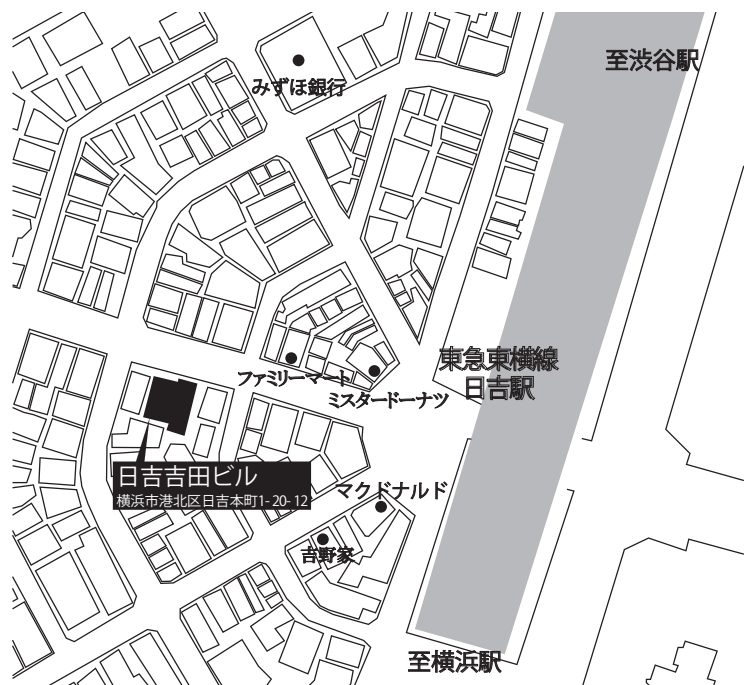 至渋谷駅
みずほ銀行
東急東横線
日吉駅
ファミリーマート
ミスタードーナツ
日吉吉田ビル
横浜市港北区日吉本町1-20-12
マクドナルド
吉野家
至横浜駅